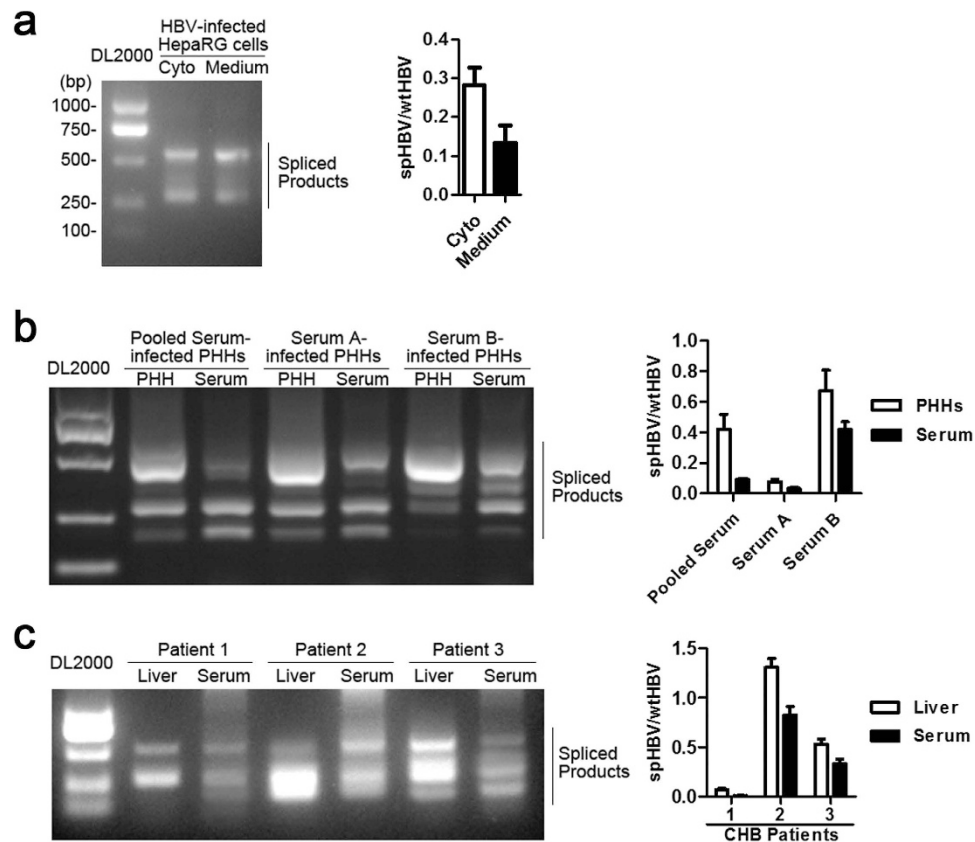 a
HBV-infected
HepaRG cells
DL2000
Cyto Medium
(bp)
1000-
750-
500-
250-
100-
Spliced
Products
spHBV/wtHBV
0.4
0.3
0.2
0.1
0.0
Cyto
Medium
b
Pooled Serum-
infected PHHs
Serum A-
infected PHHs
Serum B-
infected PHHs
DL2000
PHH Serum PHH Serum PHH Serum
Spliced
Products
spHBV/wtHBV
1.0
0.8
0.6
0.4
0.2
0.0
Pooled Serum
Serum A
Serum B
PHHs
Serum
c
Patient 1 Patient 2 Patient 3
DL2000
Liver Serum Liver Serum Liver Serum
Spliced
Products
spHBV/wtHBV
1.5
1.0
0.5
0.0
1 2 3
CHB Patients
Liver
Serum